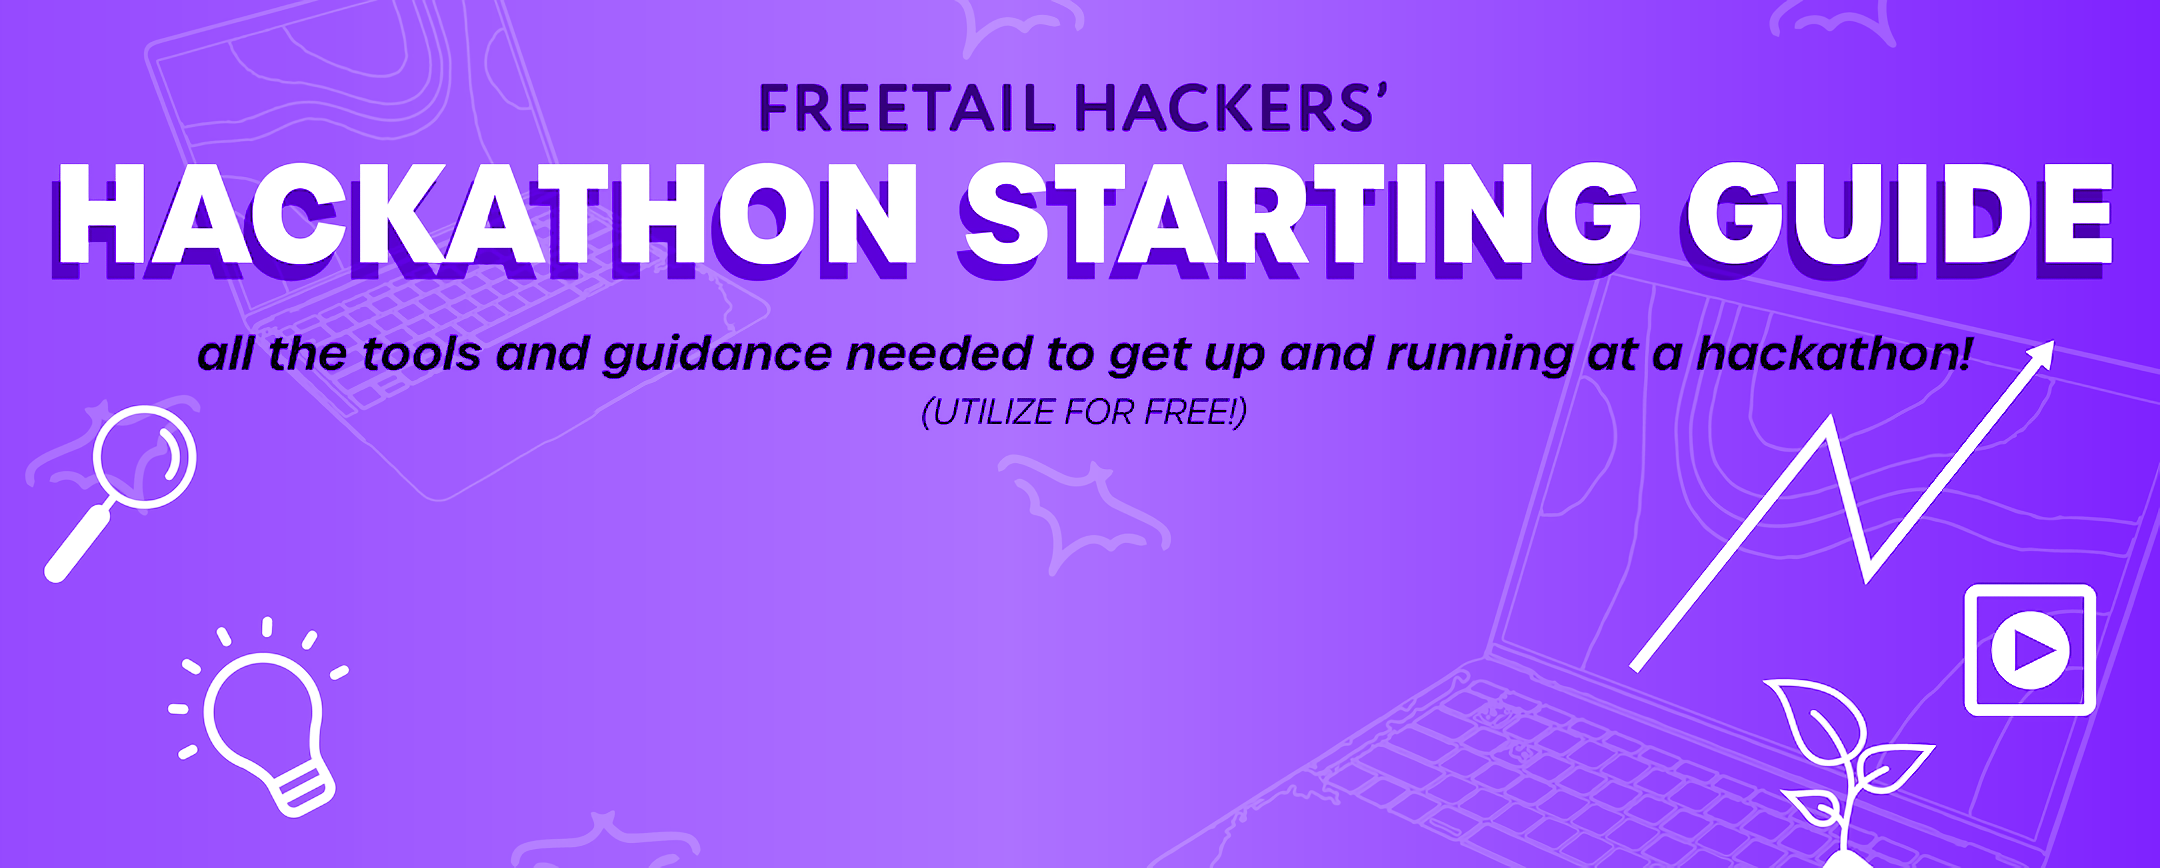 FREETAIL HACKERS’
HACKATHON STARTING GUIDE
all the tools and guidance needed to get up and running at a hackathon!
(UTILIZE FOR FREE!)